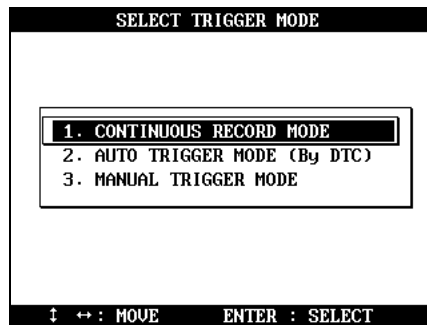 SELECT TRIGGER MODE
1. CONTINUOUS RECORD MODE
2. AUTO TRIGGER MODE (By DTC)
3. MANUAL TRIGGER MODE
↕ ↔: MOVE ENTER : SELECT